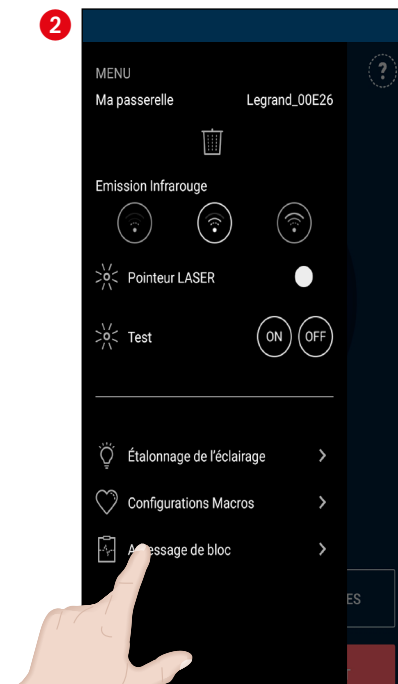 2
MENU
Ma passerelle Legrand_00E26
?
Emission Infrarouge
Pointeur LASER
Test ON OFF
Étalonnage de l'éclairage >
Configurations Macros >
de bloc >
ES